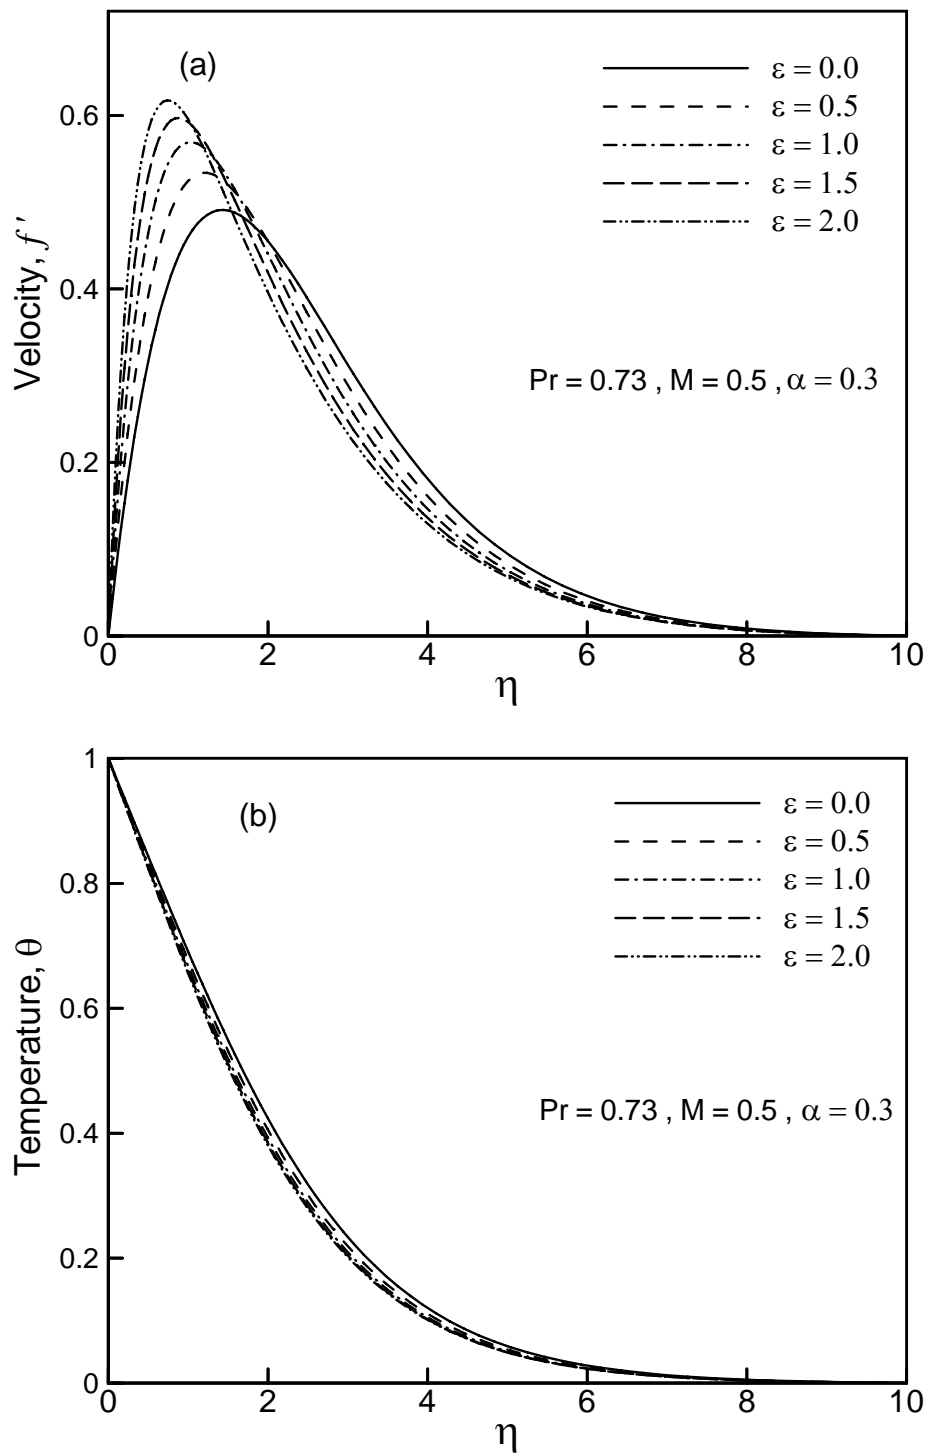 (a)
ε = 0.0
ε = 0.5
ε = 1.0
ε = 1.5
ε = 2.0
0.6
0.4
0.2
0
Velocity, f ′
Pr = 0.73 , M = 0.5 , α = 0.3
0 2 4 6 8 10
η
(b)
ε = 0.0
ε = 0.5
ε = 1.0
ε = 1.5
ε = 2.0
1
0.8
0.6
0.4
0.2
0
Temperature, θ
Pr = 0.73 , M = 0.5 , α = 0.3
0 2 4 6 8 10
η